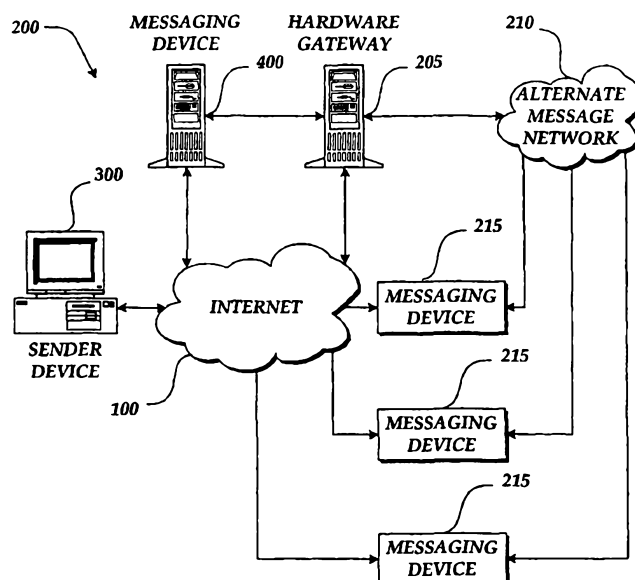 200
MESSAGING
DEVICE
400
HARDWARE
GATEWAY
205
210
ALTERNATE
MESSAGE
NETWORK
300
SENDER
DEVICE
INTERNET
100
215
MESSAGING
DEVICE
215
MESSAGING
DEVICE
215
MESSAGING
DEVICE